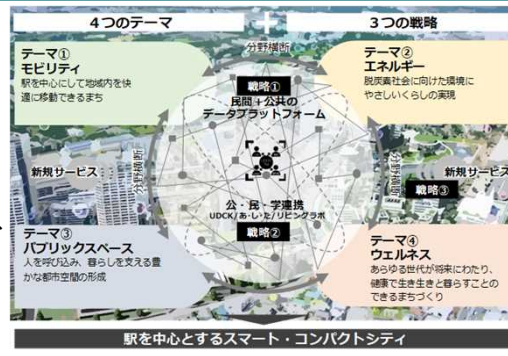 4つのテーマ
3つの戦略
分野横断
テーマ①
モビリティ
駅を中心にして地域内を快
適に移動できるまち
テーマ②
エネルギー
脱炭素社会に向けた環境に
やさしいくらしの実現
戦略①
民間+公共の
データプラットフォーム
新規サービス
分野横断
分野横断
新規サービス
戦略③
公・民・学連携
UDCK/あ・し・た/リビングラボ
戦略②
テーマ③
パブリックスペース
人を呼び込み、暮らしを支える豊
かな都市空間の形成
テーマ④
ウェルネス
あらゆる世代が将来にわたり、
健康で生き生きと暮らすことの
できるまちづくり
駅を中心とするスマート・コンパクトシティ